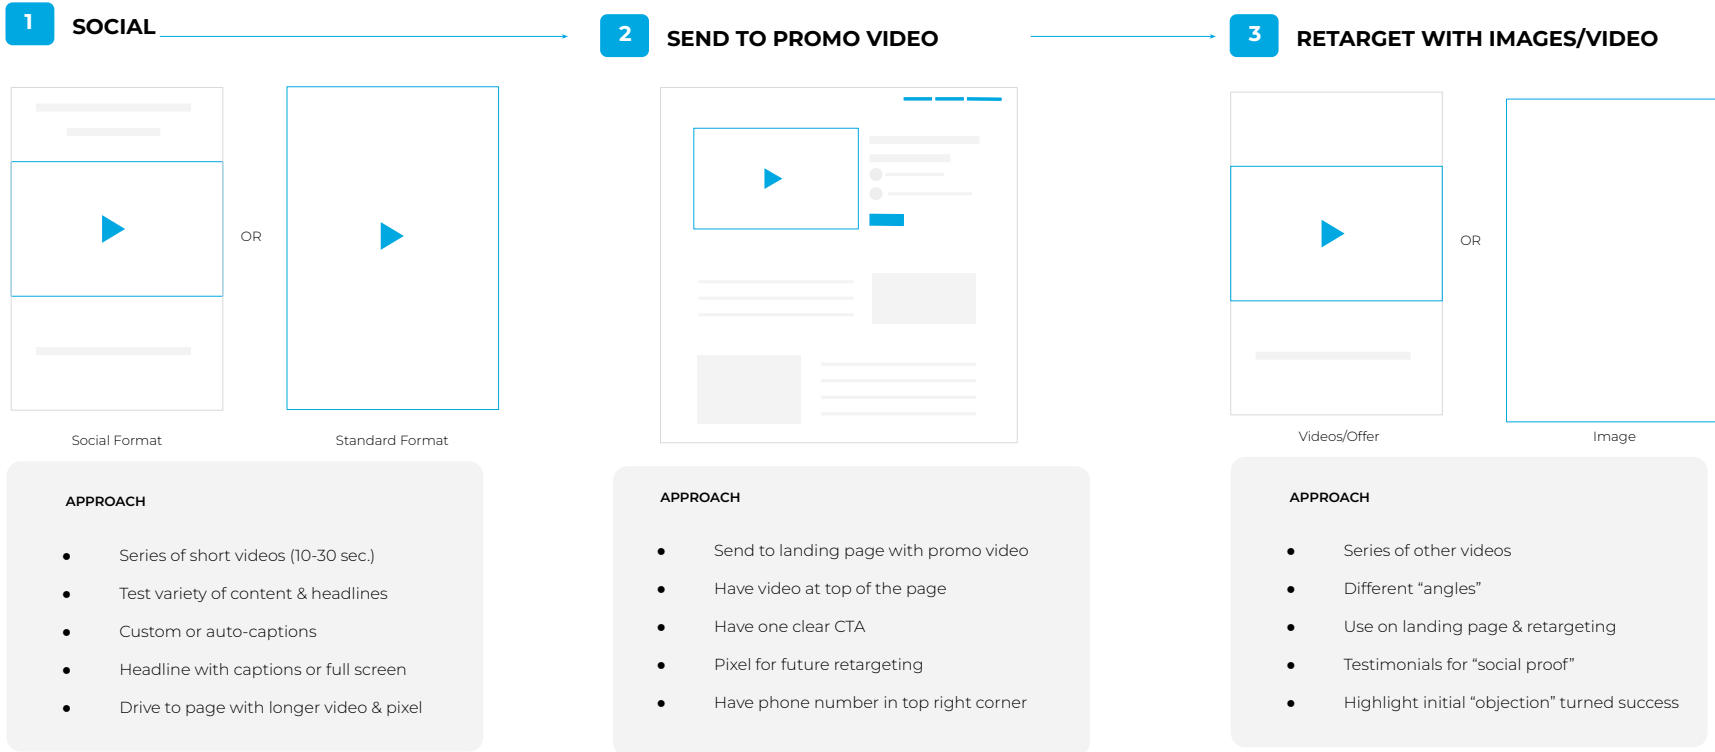 1
SOCIAL
2
SEND TO PROMO VIDEO
3
RETARGET WITH IMAGES/VIDEO
OR
Social Format
Standard Format
OR
Videos/Offer
Image
APPROACH
● Series of short videos (10-30 sec.)
● Test variety of content & headlines
● Custom or auto-captions
● Headline with captions or full screen
● Drive to page with longer video & pixel
APPROACH
● Send to landing page with promo video
● Have video at top of the page
● Have one clear CTA
● Pixel for future retargeting
● Have phone number in top right corner
APPROACH
● Series of other videos
● Different “angles”
● Use on landing page & retargeting
● Testimonials for “social proof”
● Highlight initial “objection” turned success